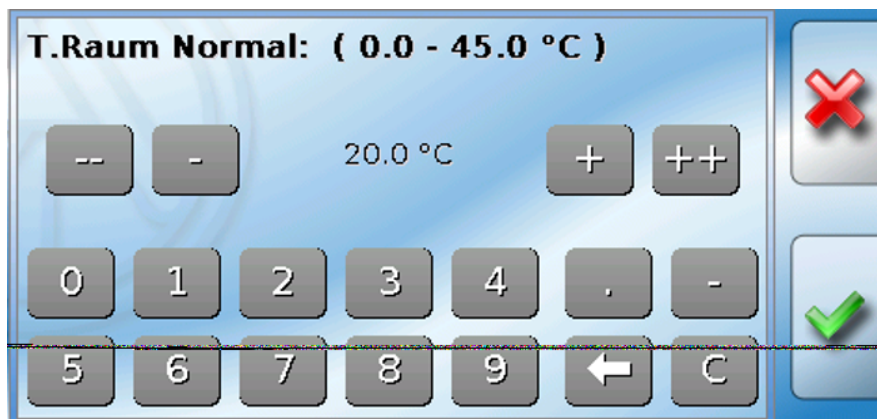 T.Raum Normal: ( 0.0 - 45.0 °C )
-- - 20.0 °C + ++
0 1 2 3 4 . -
5 6 7 8 9 C